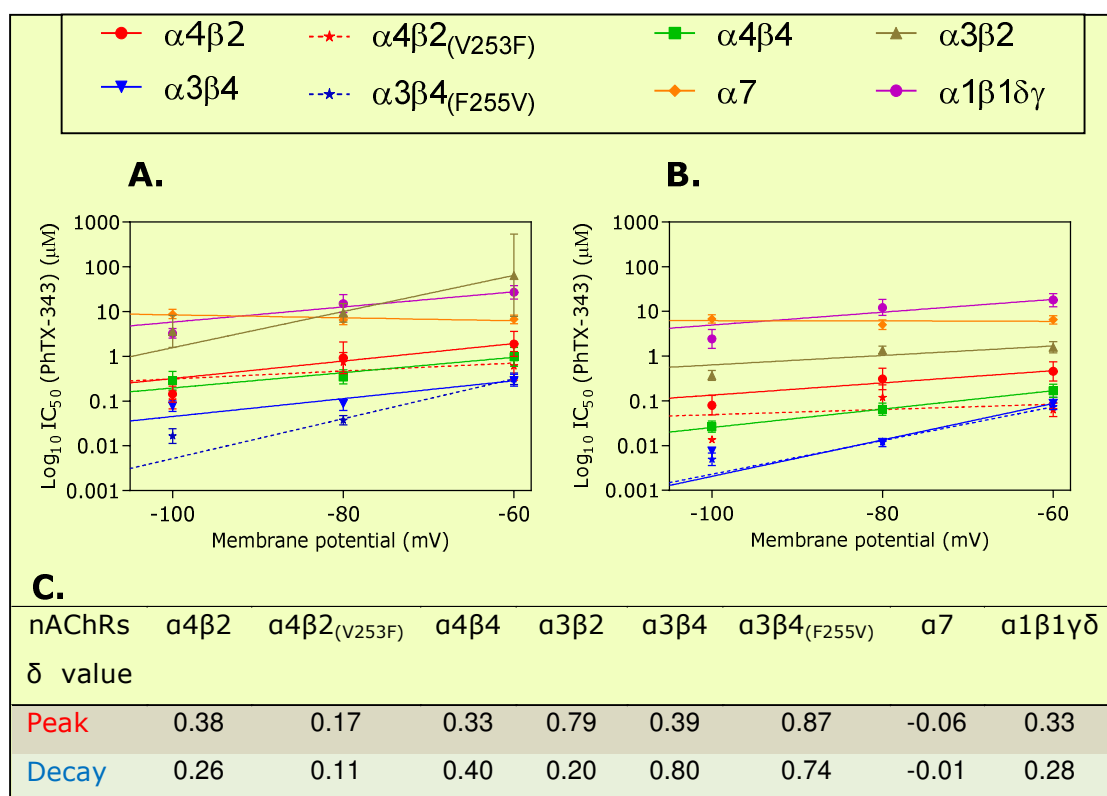 α4β2 α4β2(V253F) α4β4 α3β2
α3β4 α3β4(F255V) α7 α1β1δγ
A.
Log10 IC50 (PhTX-343) (μM)
1000
100
10
1
0.1
0.01
0.001
-100 -80 -60
Membrane potential (mV)
B.
Log10 IC50 (PhTX-343) (μM)
1000
100
10
1
0.1
0.01
0.001
-100 -80 -60
Membrane potential (mV)
C.
nAChRs α4β2 α4β2(V253F) α4β4 α3β2 α3β4 α3β4(F255V) α7 α1β1γδ
δ value
Peak 0.38 0.17 0.33 0.79 0.39 0.87 -0.06 0.33
Decay 0.26 0.11 0.40 0.20 0.80 0.74 -0.01 0.28